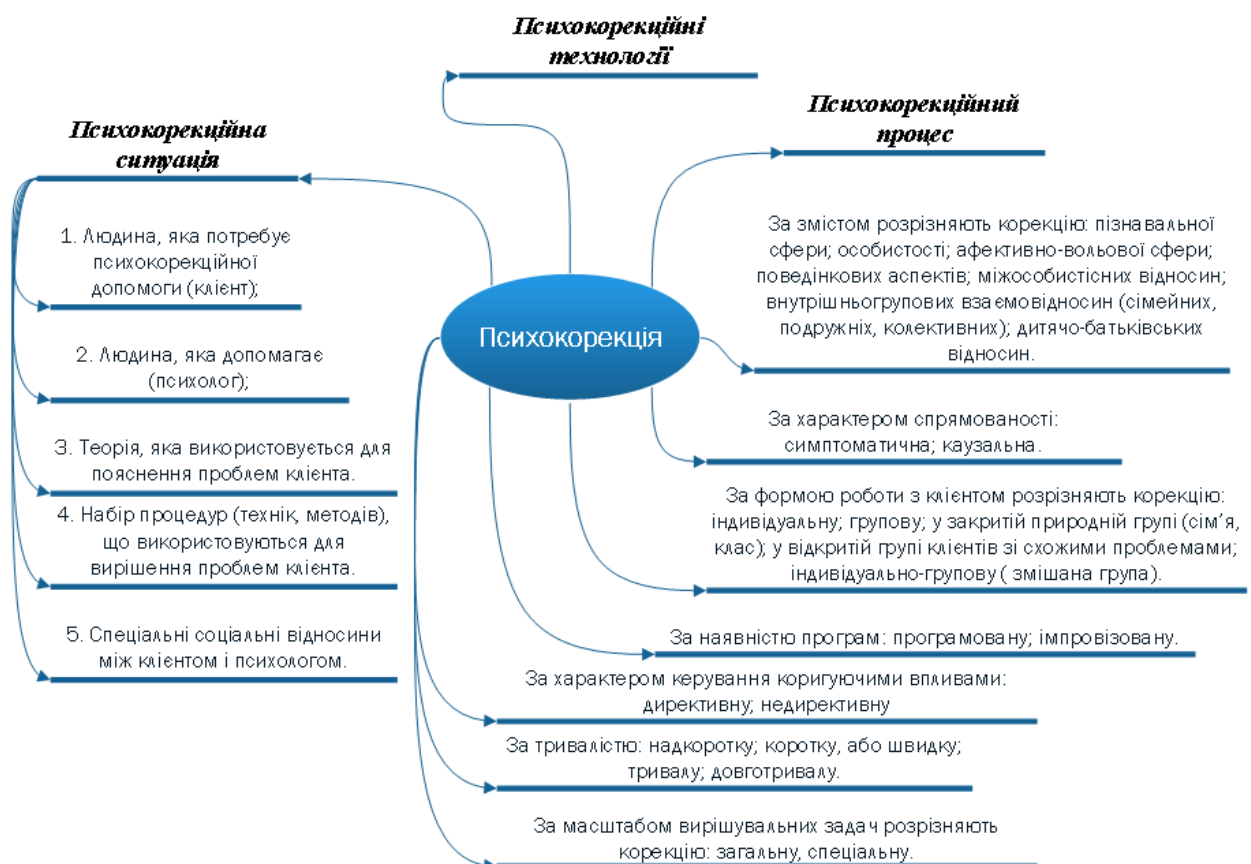 Психокорекційні
технології
Психокорекційний
процес
Психокорекційна
ситуація
1. Людина, яка потребує
психокорекційної
допомоги (клієнт);
2. Людина, яка допомагає
(психолог);
3. Теорія, яка використовується для
пояснення проблем клієнта.
4. Набір процедур (технік, методів),
що використовуються для
вирішення проблем клієнта.
5. Спеціальні соціальні відносини
між клієнтом і психологом.
Психокорекція
За змістом розрізняють корекцію: пізнавальної
сфери; особистості; афективно-вольової сфери;
поведінкових аспектів; міжособистісних відносин;
внутрішньогрупових взаємовідносин (сімейних,
подружніх, колективних); дитячо-батьківських
відносин.
За характером спрямованості:
симптоматична; каузальна.
За формою роботи з клієнтом розрізняють корекцію:
індивідуальну; групову; у закритій природній групі (сім’я,
клас); у відкритій групі клієнтів зі схожими проблемами;
індивідуально-групову ( змішана група).
За наявністю програм: програмовану; імпровізовану.
За характером керування коригуючими впливами:
директивну; недирективну
За тривалістю: надкоротку; коротку, або швидку;
тривалу; довготривалу.
За масштабом вирішувальних задач розрізняють
корекцію: загальну, спеціальну.